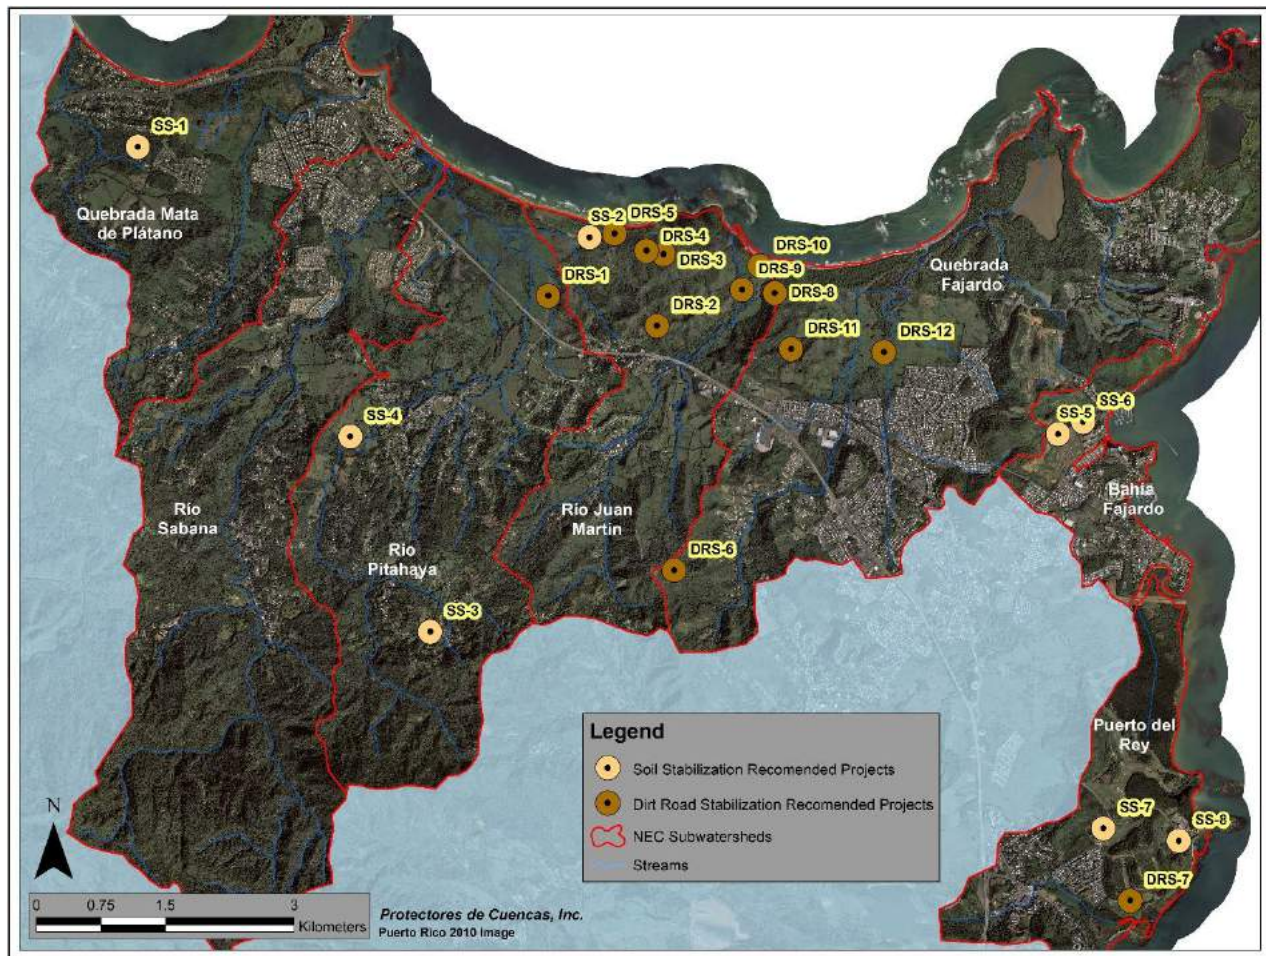 SS-1
Quebrada Mata
de Plátano
SS-2
DRS-5
DRS-4
DRS-3
DRS-10
DRS-9
DRS-8
DRS-1
DRS-2
Quebrada
Fajardo
DRS-11
DRS-12
SS-4
SS-6
SS-5
Bahia
Fajardo
Río
Sabana
Río Juan
Martin
Río
Pitahaya
DRS-6
SS-3
Puerto del
Rey
SS-7
SS-8
DRS-7
Legend
Soil Stabilization Recomended Projects
Dirt Road Stabilization Recomended Projects
NEC Subwatersheds
Streams
N
0 0.75 1.5 3
Kilometers
Protectores de Cuencas, Inc.
Puerto Rico 2010 Image